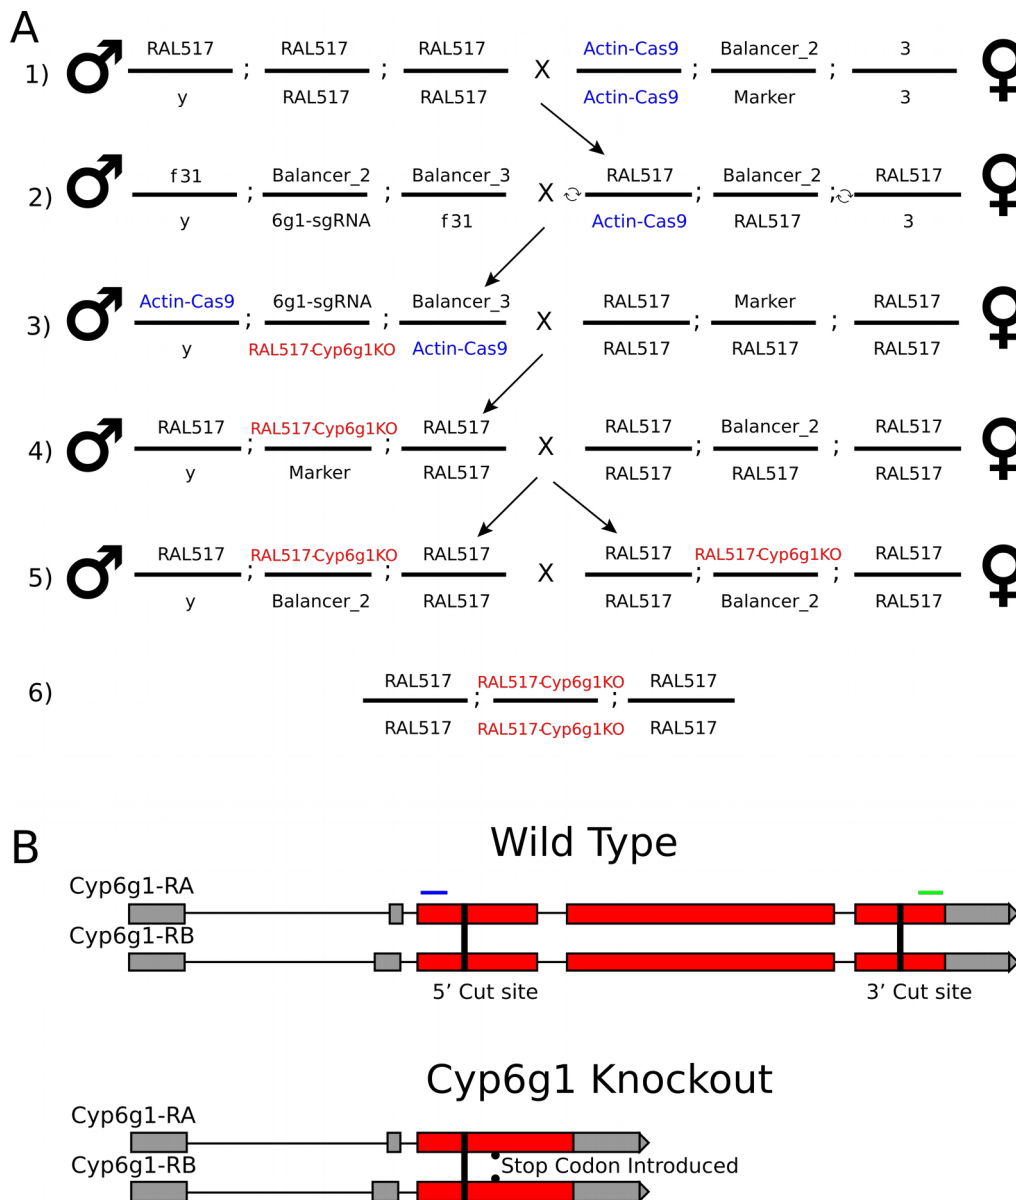 A
RAL517 RAL517 RAL517 Actin-Cas9 Balancer_2 3
1) ; ; X ; ;
y RAL517 RAL517 Actin-Cas9 Marker 3
f31 Balancer_2 Balancer_3 RAL517 Balancer_2 RAL517
2) ; ; X ; ;
y 6g1-sgRNA f31 Actin-Cas9 RAL517 3
Actin-Cas9 6g1-sgRNA Balancer_3 RAL517 Marker RAL517
3) ; ; X ; ;
y RAL517-Cyp6g1KO Actin-Cas9 RAL517 RAL517 RAL517
RAL517 RAL517-Cyp6g1KO RAL517 RAL517 Balancer_2 RAL517
4) ; ; X ; ;
y Marker RAL517 RAL517 RAL517 RAL517
RAL517 RAL517-Cyp6g1KO RAL517 RAL517 RAL517-Cyp6g1KO RAL517
5) ; ; X ; ;
y Balancer_2 RAL517 RAL517 Balancer_2 RAL517
RAL517 RAL517-Cyp6g1KO RAL517
6) ; ;
RAL517 RAL517-Cyp6g1KO RAL517
B
Wild Type
Cyp6g1-RA
Cyp6g1-RB
5’ Cut site 3’ Cut site
Cyp6g1 Knockout
Cyp6g1-RA
Cyp6g1-RB Stop Codon Introduced